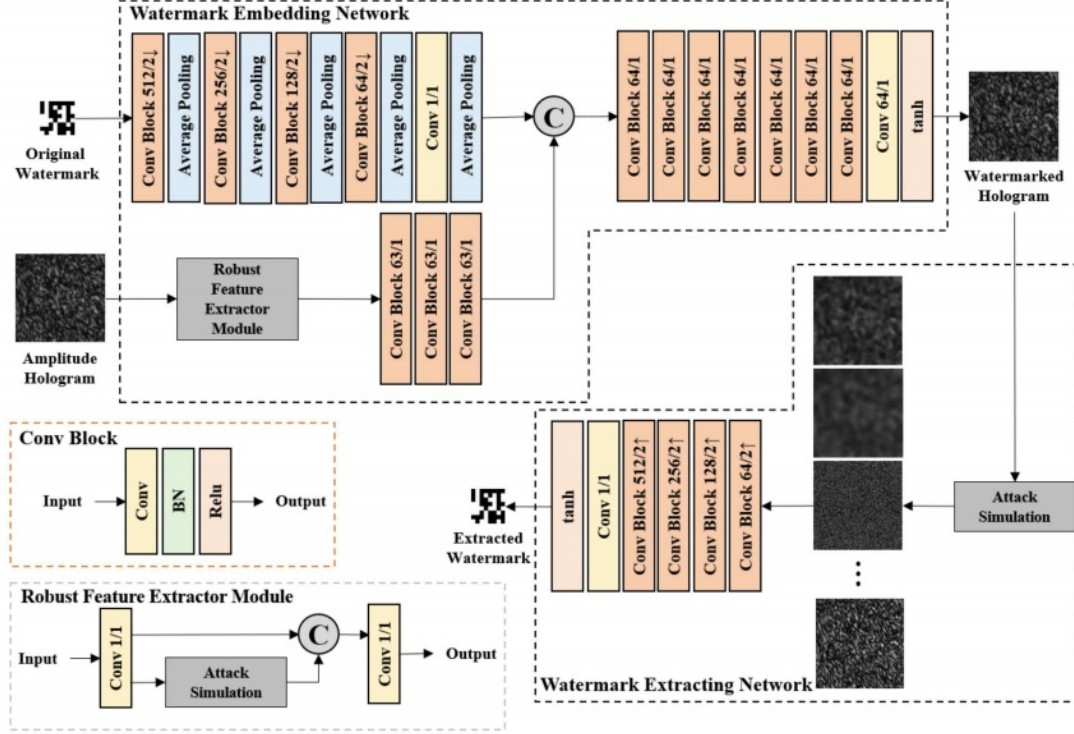 Watermark Embedding Network
Conv Block 512/2↓
Average Pooling
Conv Block 256/2↓
Average Pooling
Conv Block 128/2↓
Average Pooling
Conv Block 64/2↓
Average Pooling
Conv 1/1
Average Pooling
C
Conv Block 64/1
Conv Block 64/1
Conv Block 64/1
Conv Block 64/1
Conv Block 64/1
Conv Block 64/1
Conv Block 64/1
Conv 64/1
tanh
Original
Watermark
Watermarked
Hologram
Robust
Feature
Extractor
Module
Conv Block 63/1
Conv Block 63/1
Conv Block 63/1
Amplitude
Hologram
Conv Block
Input
Conv
BN
Relu
Output
Extracted
Watermark
tanh
Conv 1/1
Conv Block 512/2↑
Conv Block 256/2↑
Conv Block 128/2↑
Conv Block 64/2↑
Attack
Simulation
Robust Feature Extractor Module
Input
Conv 1/1
Attack
Simulation
C
Conv 1/1
Output
Watermark Extracting Network